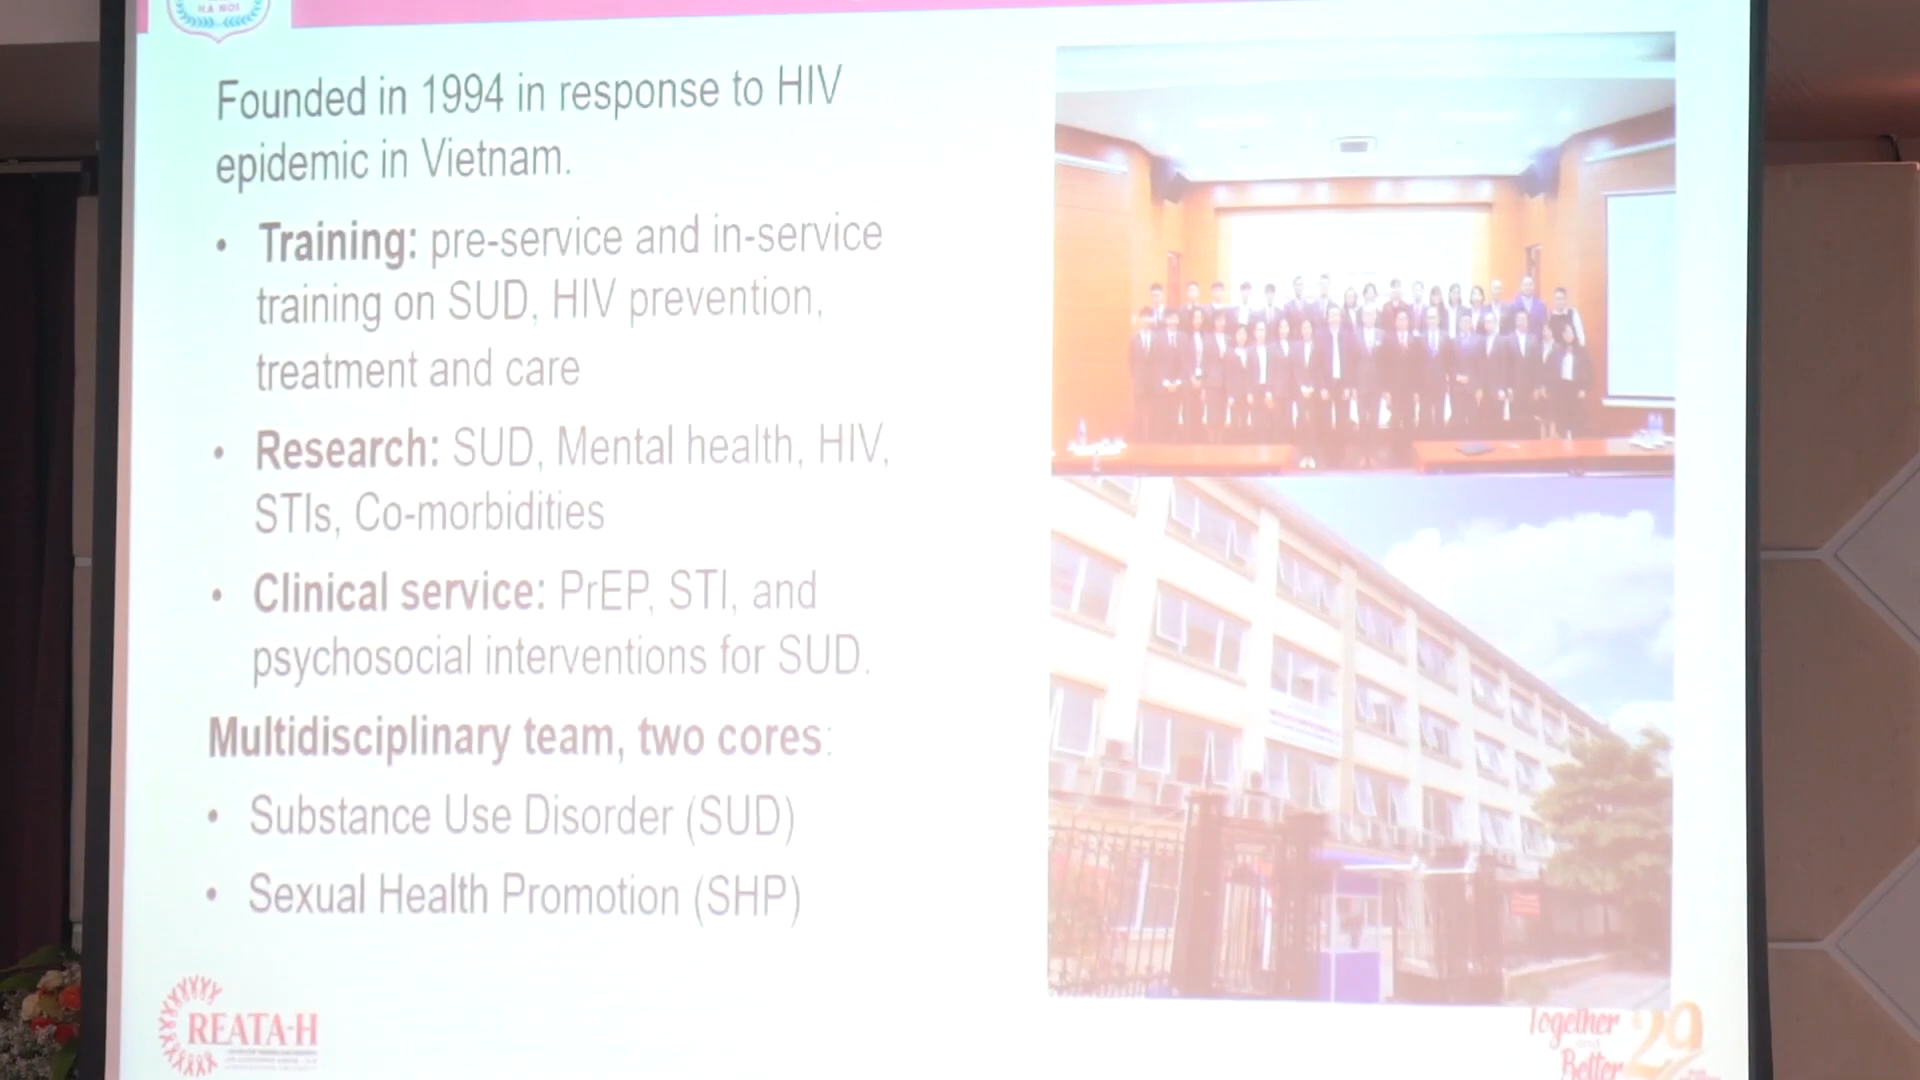 HA NOI
Founded in 1994 in response to HIV
epidemic in Vietnam.
• Training: pre-service and in-service
training on SUD, HIV prevention,
treatment and care
• Research: SUD, Mental health, HIV,
STIs, Co-morbidities
• Clinical service: PrEP, STI, and
psychosocial interventions for SUD.
Multidisciplinary team, two cores:
• Substance Use Disorder (SUD)
• Sexual Health Promotion (SHP)
REATA-H
Together
and
Better
29